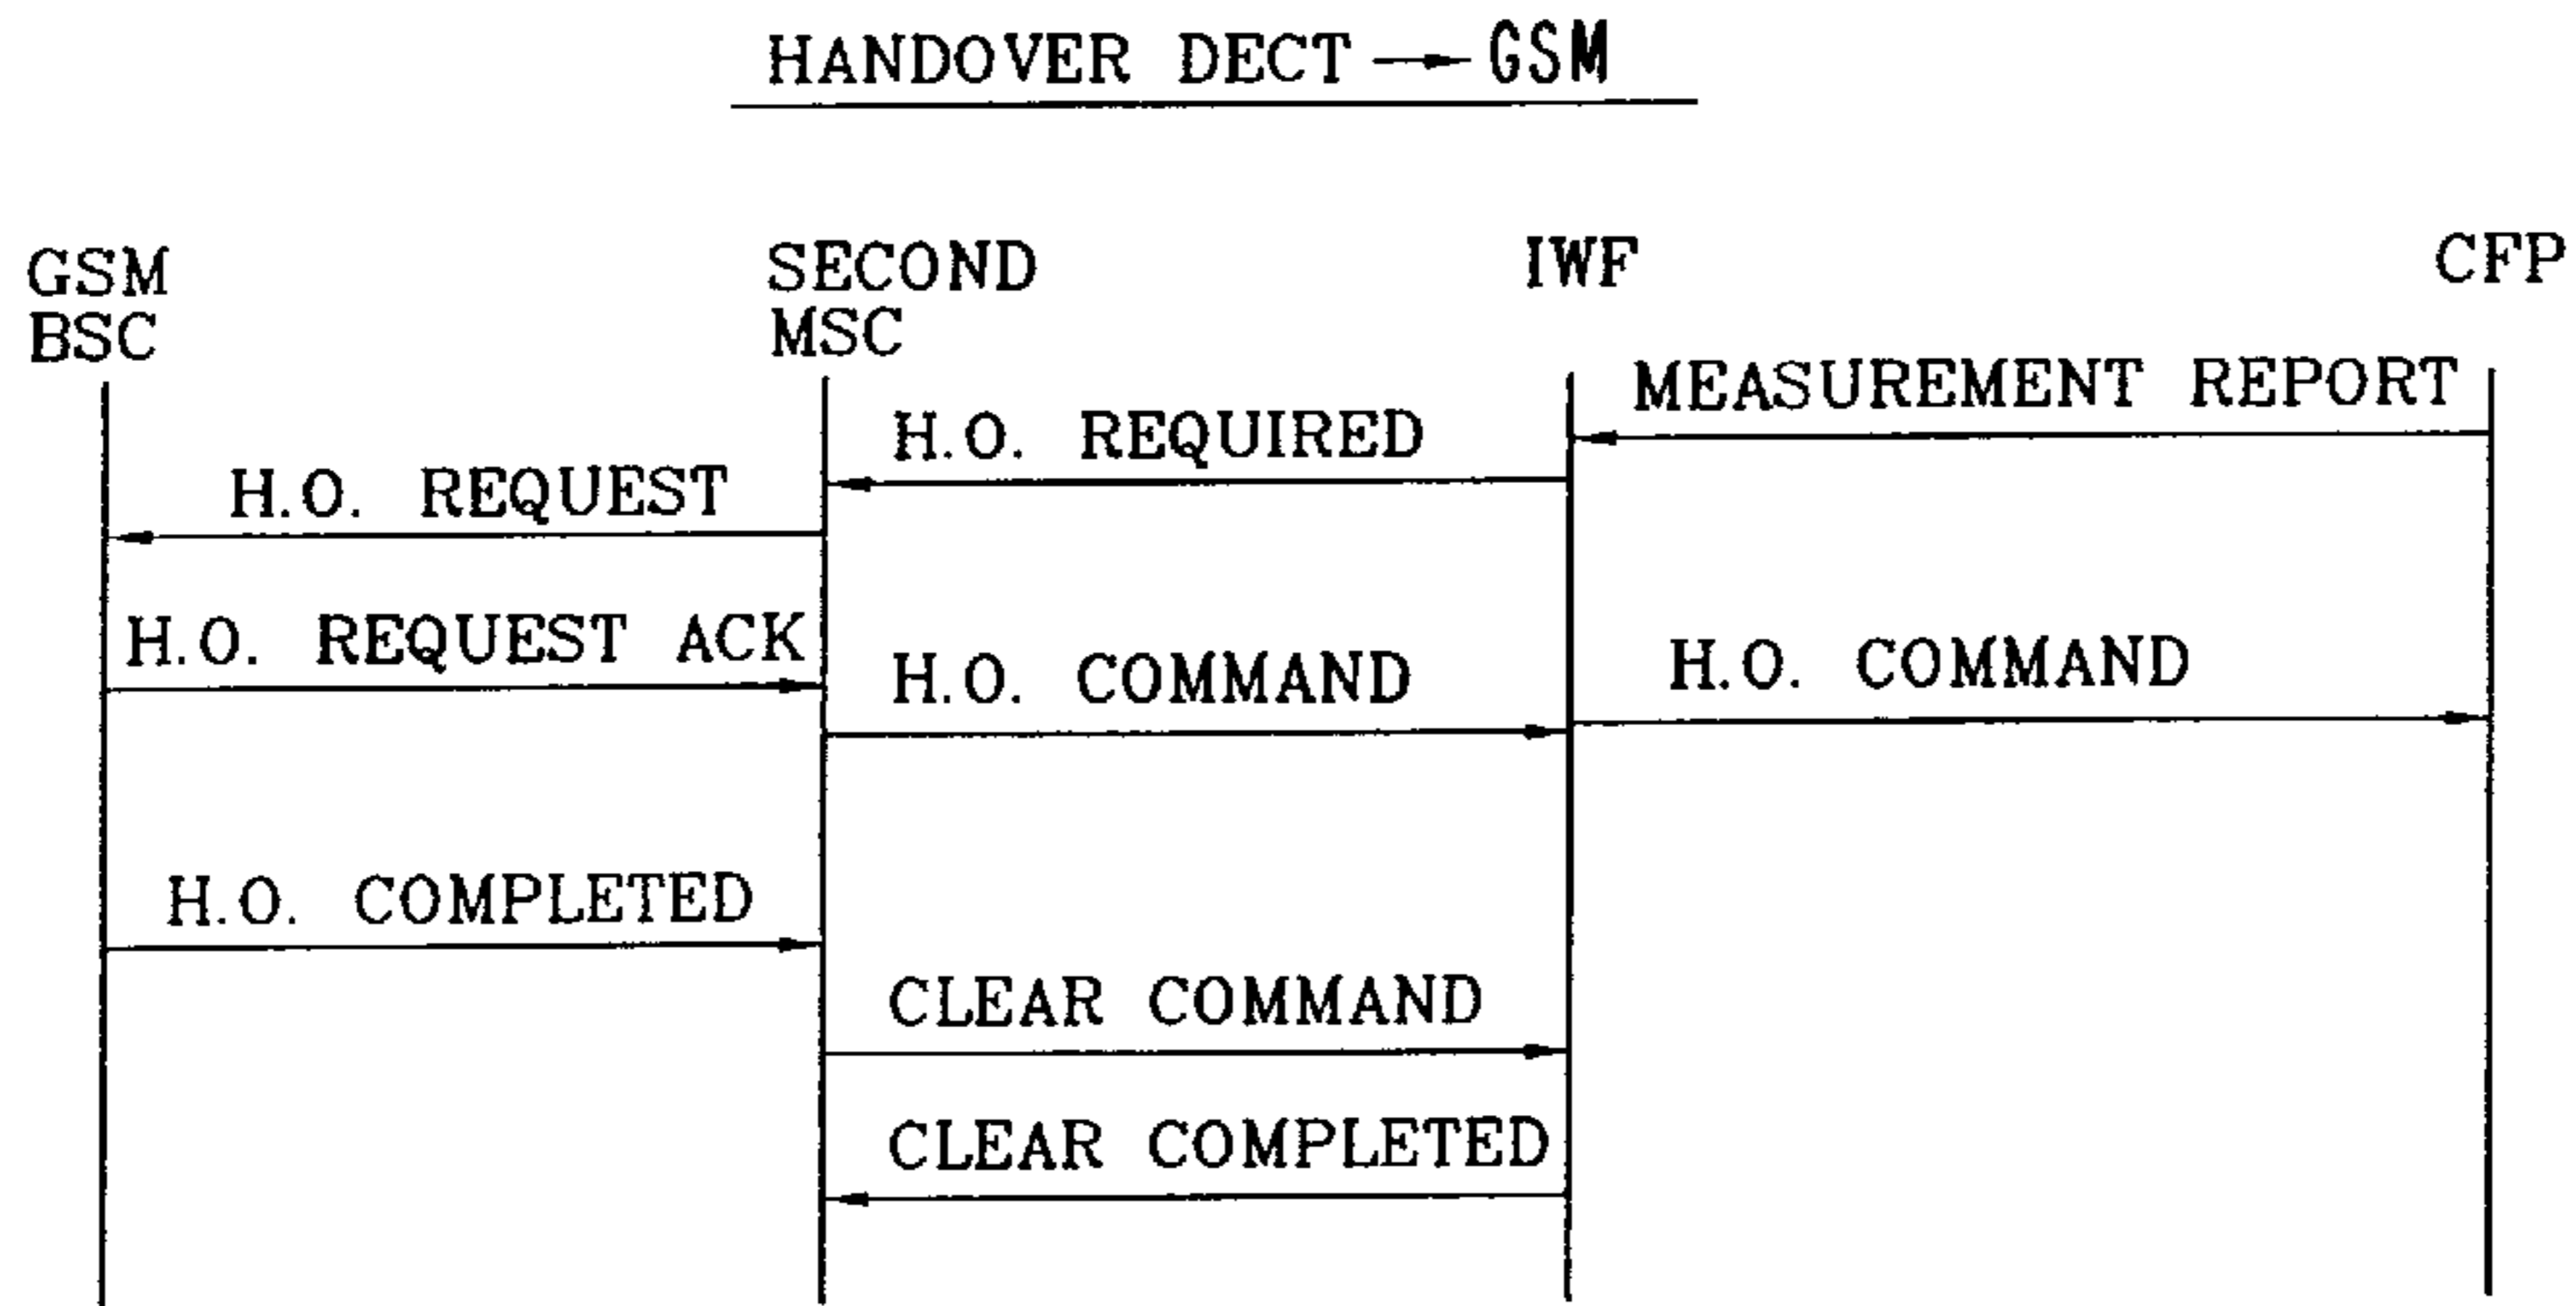 HANDOVER DECT → GSM
GSM
BSC
SECOND
MSC
IWF
CFP
MEASUREMENT REPORT
H.O. REQUIRED
H.O. REQUEST
H.O. REQUEST ACK
H.O. COMMAND
H.O. COMMAND
H.O. COMPLETED
CLEAR COMMAND
CLEAR COMPLETED